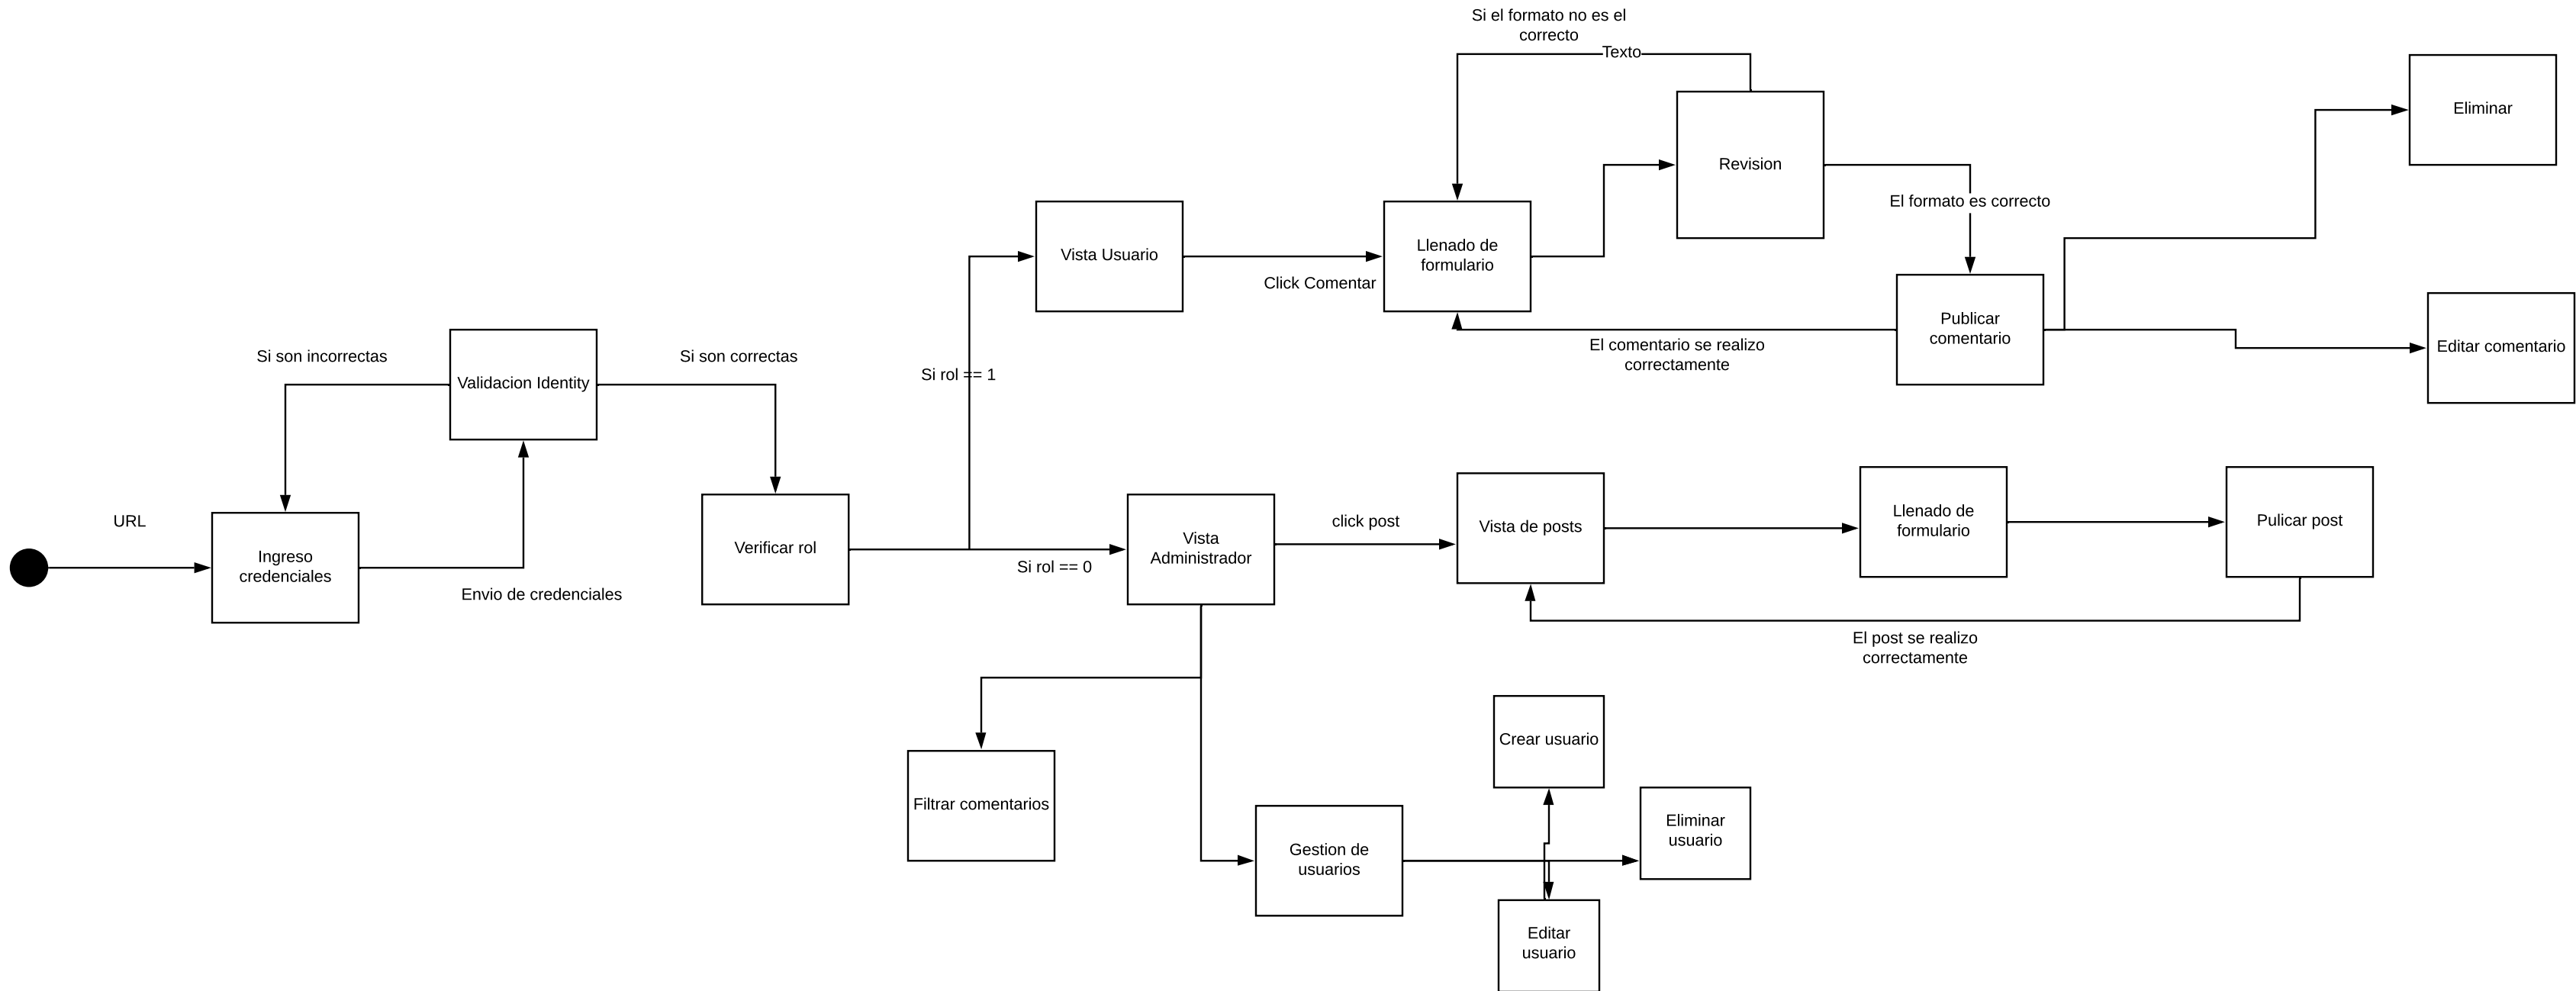 Si el formato no es el
correcto
Texto
Eliminar
Revision
El formato es correcto
Vista Usuario
Llenado de
formulario
Click Comentar
Publicar
comentario
Editar comentario
El comentario se realizo
correctamente
Si son incorrectas
Validacion Identity
Si son correctas
Si rol == 1
URL
Ingreso
credenciales
Envio de credenciales
Verificar rol
Si rol == 0
Vista
Administrador
click post
Vista de posts
Llenado de
formulario
Pulicar post
El post se realizo
correctamente
Filtrar comentarios
Crear usuario
Gestion de
usuarios
Eliminar
usuario
Editar
usuario